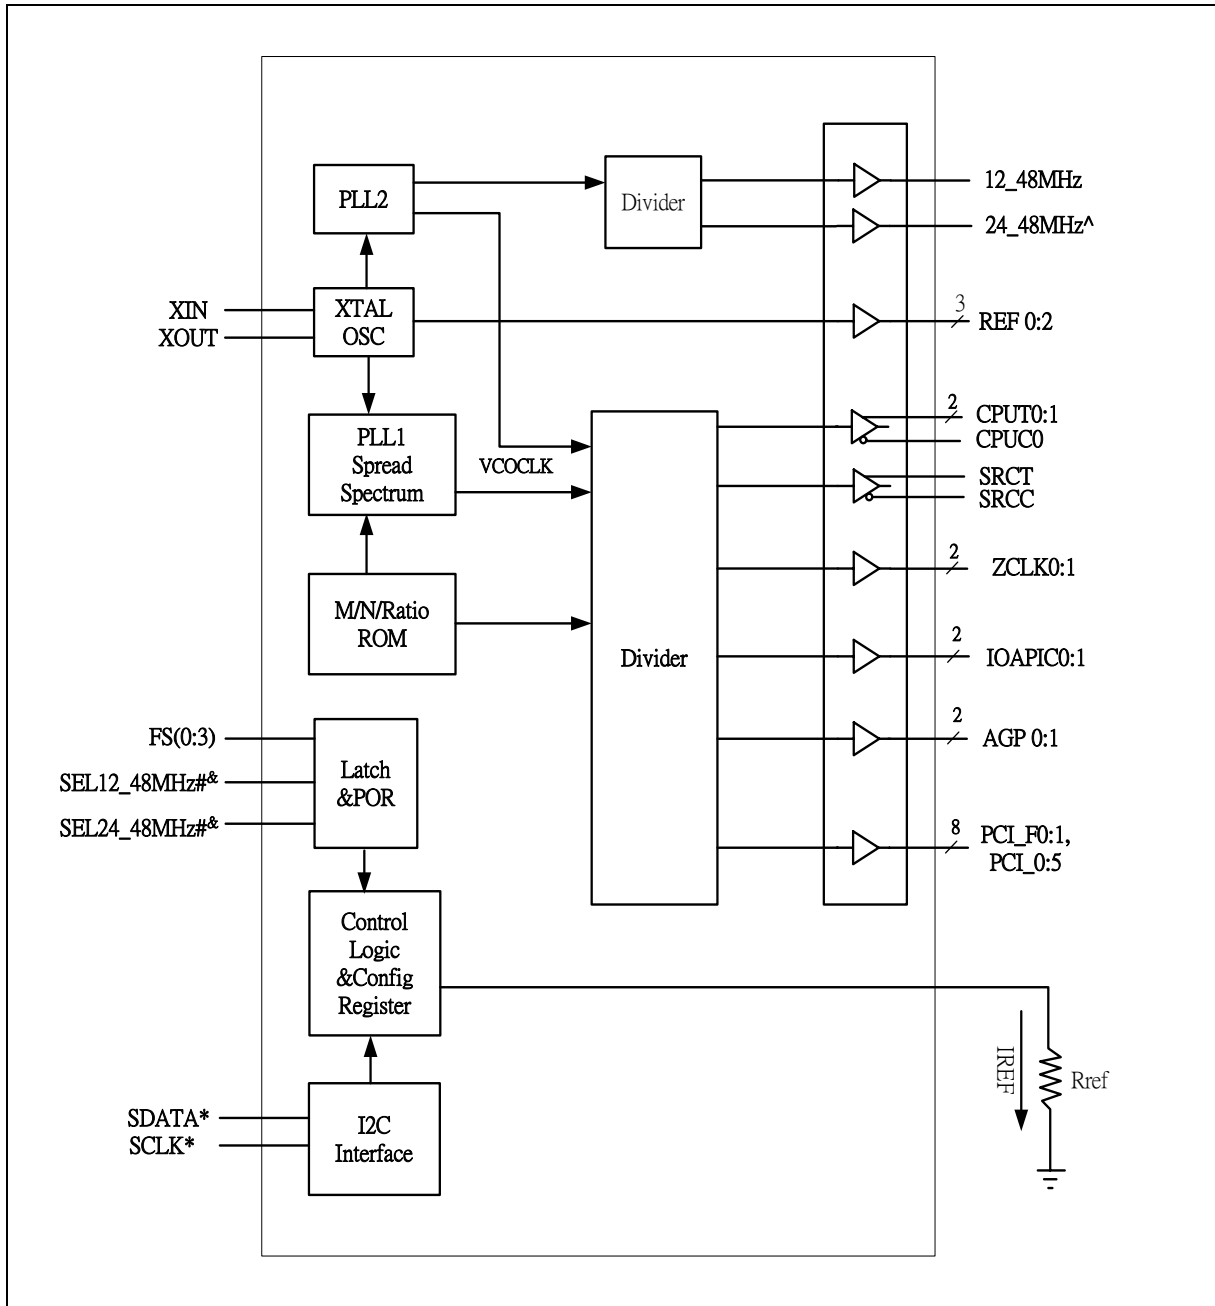 PLL2
Divider
12_48MHz
24_48MHz^
XIN
XOUT
XTAL
OSC
3
REF 0:2
PLL1
Spread
Spectrum
VCOCLK
2
CPUT0:1
CPUC0
SRCT
SRCC
M/N/Ratio
ROM
Divider
2
ZCLK0:1
2
IOAPIC0:1
2
AGP 0:1
8
PCI_F0:1,
PCI_0:5
FS(0:3)
SEL12_48MHz#&
SEL24_48MHz#&
Latch
&POR
Control
Logic
&Config
Register
IREF
Rref
SDATA*
SCLK*
I2C
Interface